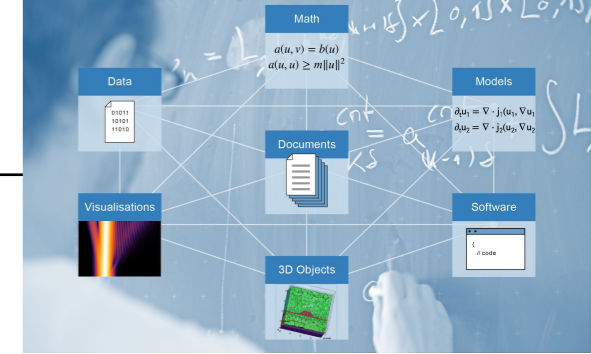 Math
a(u, v) = b(u)
a(u, u) ≥ m‖u‖²
Data
01011
10101
11010
Models
∂ₜu₁ = ∇ · j₁(u₁, ∇u₁
∂ₜu₂ = ∇ · j₂(u₂, ∇u₂
Documents
Visualisations
Software
{
// code
3D Objects